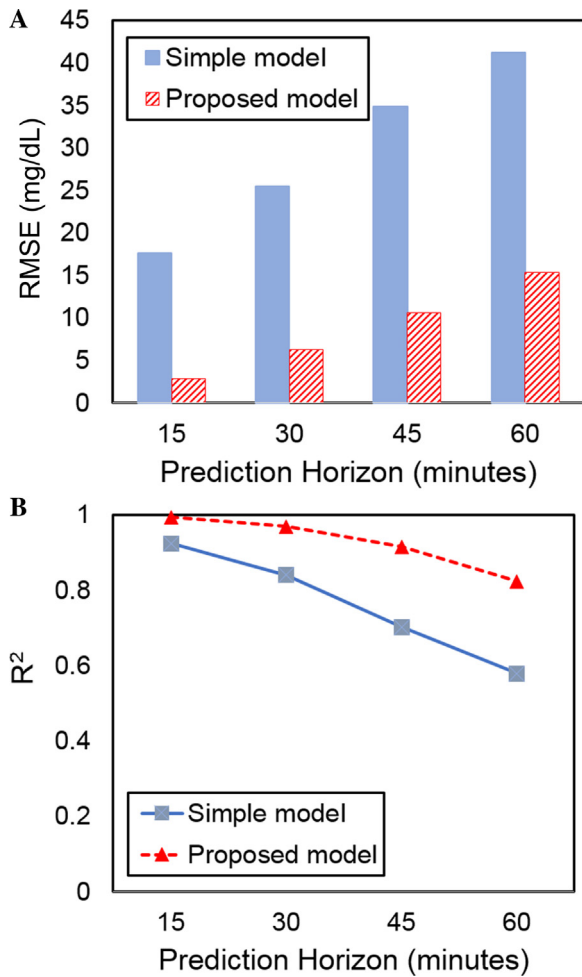 A
45
40
35
30
25
20
15
10
5
0
RMSE (mg/dL)
Simple model
Proposed model
15 30 45 60
Prediction Horizon (minutes)
B
1
0.8
0.6
0.4
0.2
0
R²
Simple model
Proposed model
15 30 45 60
Prediction Horizon (minutes)